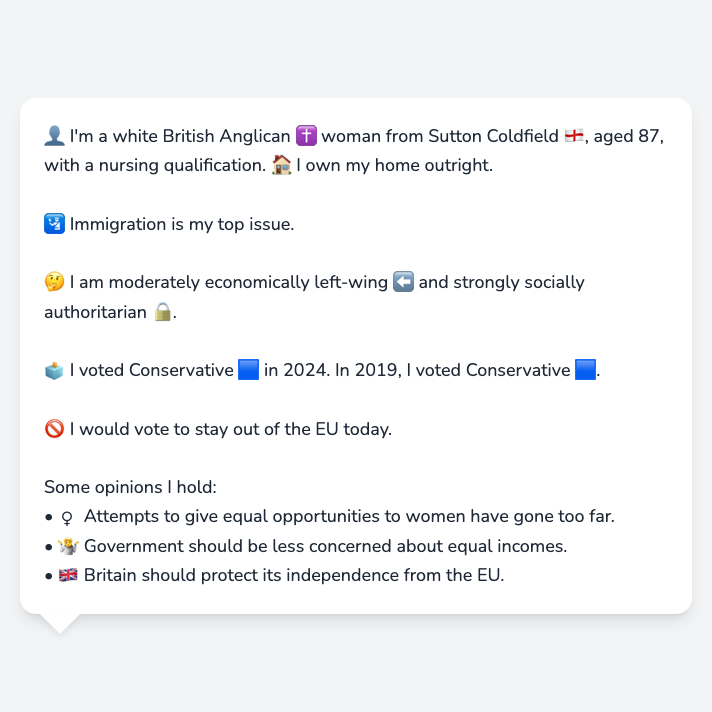 👤 I'm a white British Anglican ✝️ woman from Sutton Coldfield 🏴󠁧󠁢󠁥󠁮󠁧󠁿, aged 87,
with a nursing qualification. 🏠 I own my home outright.
🛂 Immigration is my top issue.
🤔 I am moderately economically left-wing ⬅️ and strongly socially
authoritarian 🔒.
🗳️ I voted Conservative 🟦 in 2024. In 2019, I voted Conservative 🟦.
🚫 I would vote to stay out of the EU today.
Some opinions I hold:
• ♀️ Attempts to give equal opportunities to women have gone too far.
• 🤷 Government should be less concerned about equal incomes.
• 🇬🇧 Britain should protect its independence from the EU.